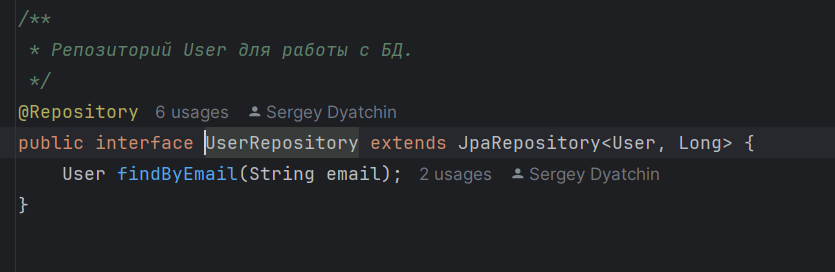 /**
* Репозиторий User для работы с БД.
*/
@Repository 6 usages Sergey Dyatchin
public interface UserRepository extends JpaRepository<User, Long> {
User findByEmail(String email); 2 usages Sergey Dyatchin
}